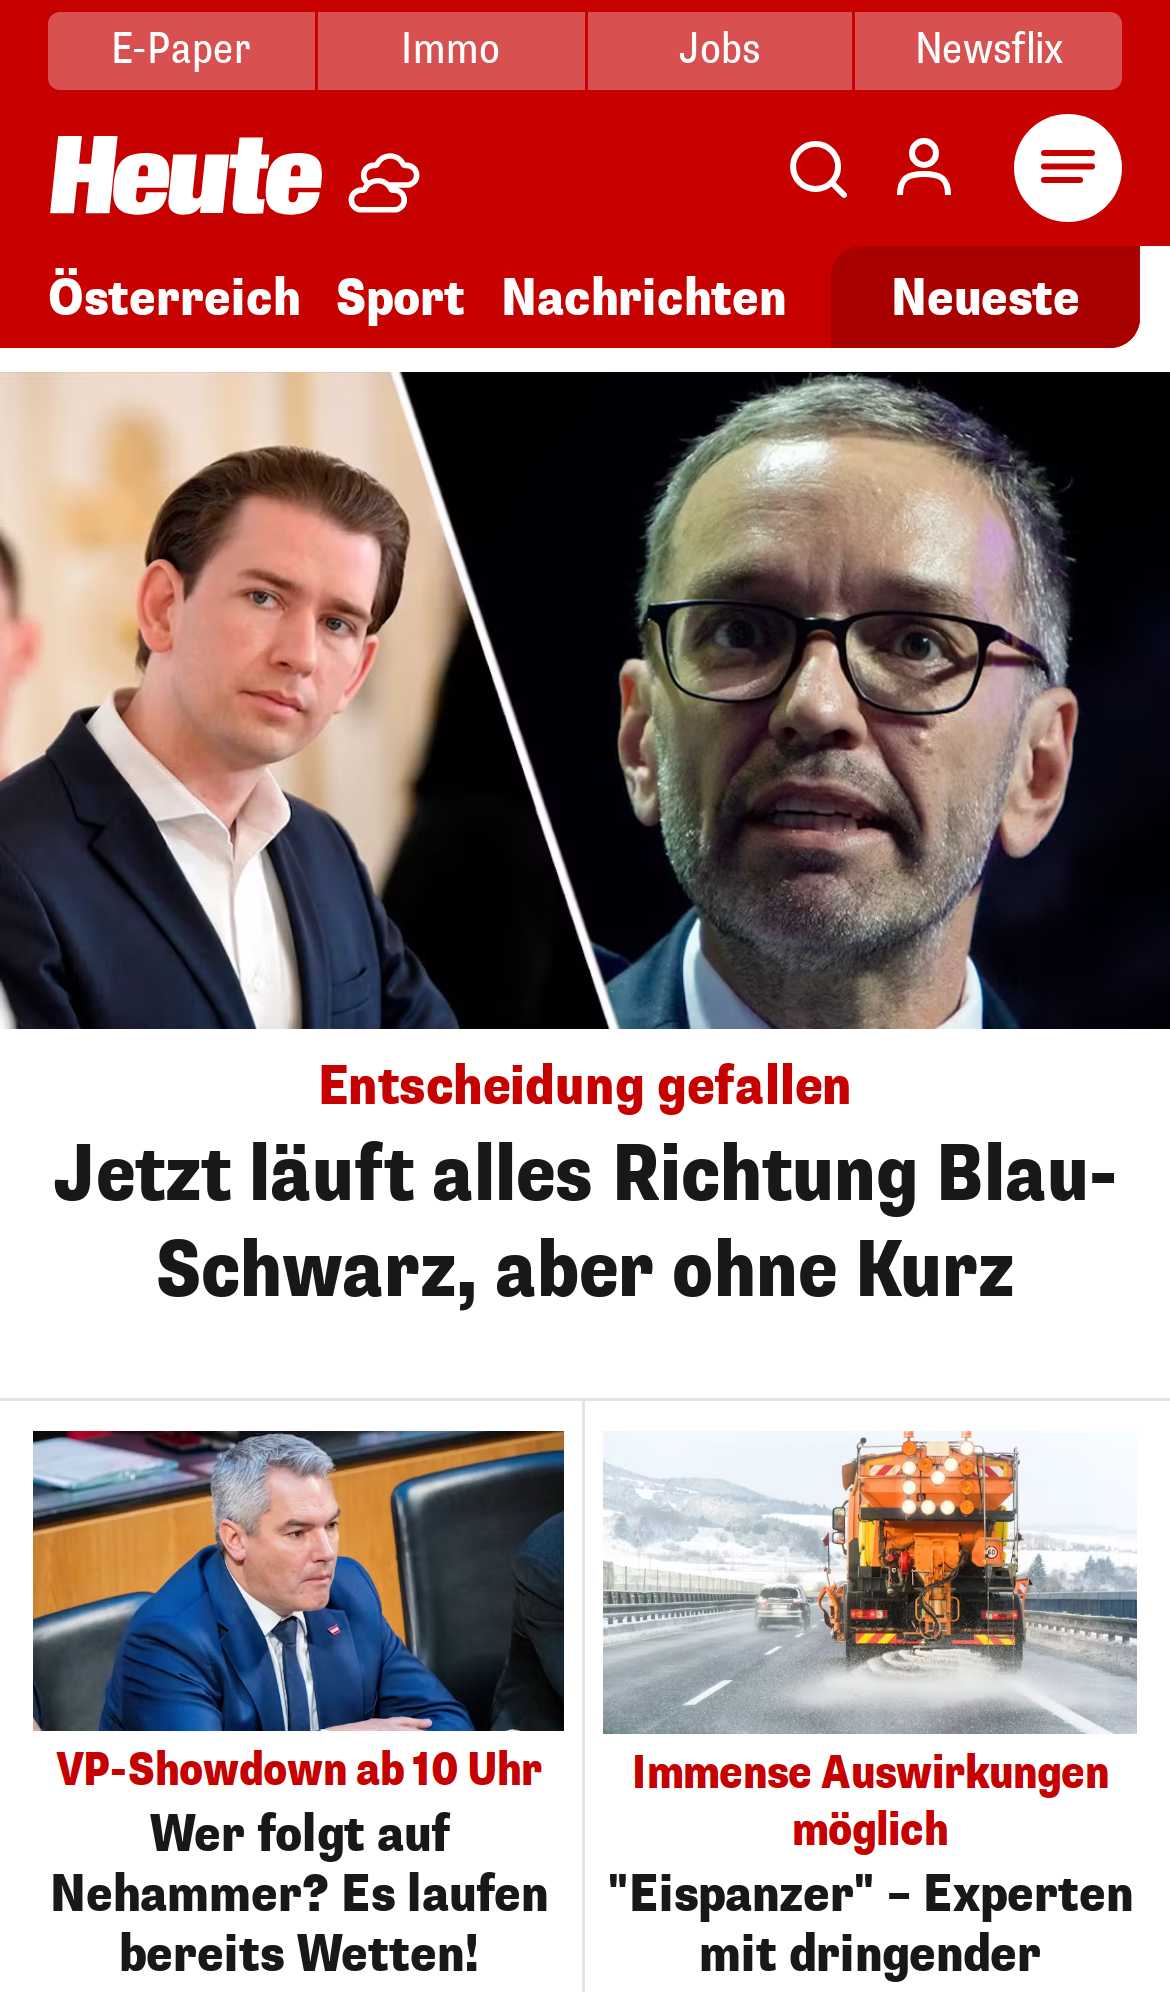 E-Paper Immo Jobs Newsflix
Heute
Österreich Sport Nachrichten Neueste
Entscheidung gefallen
Jetzt läuft alles Richtung Blau-
Schwarz, aber ohne Kurz
VP-Showdown ab 10 Uhr
Wer folgt auf
Nehammer? Es laufen
bereits Wetten!
Immense Auswirkungen
möglich
"Eispanzer" – Experten
mit dringender